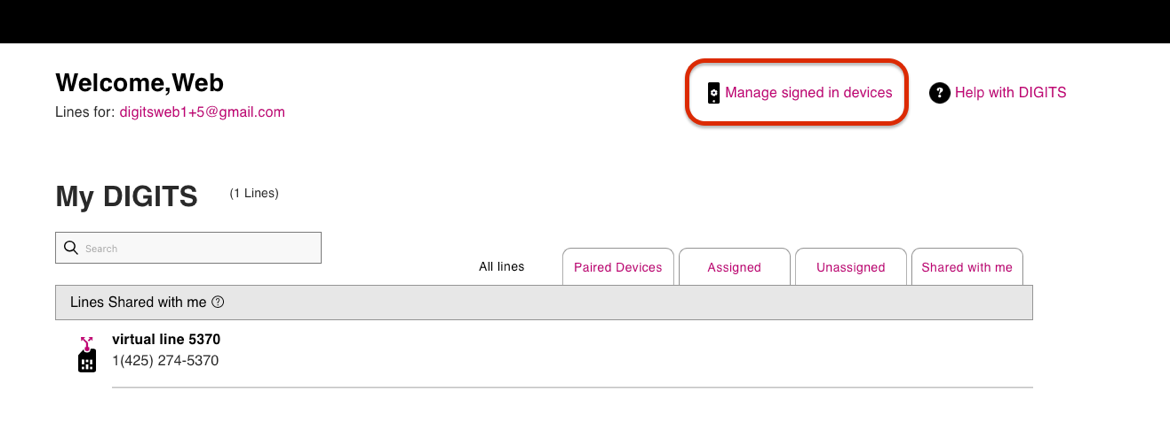 Welcome,Web
Manage signed in devices
Help with DIGITS
Lines for: digitsweb1+5@gmail.com
My DIGITS (1 Lines)
Search
All lines
Paired Devices
Assigned
Unassigned
Shared with me
Lines Shared with me
virtual line 5370
1(425) 274-5370